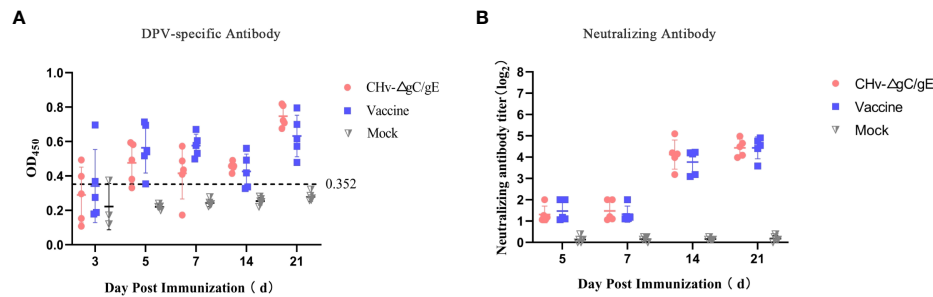 A
DPV-specific Antibody
OD450
1.0
0.8
0.6
0.4
0.2
0.0
0.352
3
5
7
14
21
Day Post Immunization（ d）
CHv-△gC/gE
Vaccine
Mock
B
Neutralizing Antibody
Neutralizing antibody titer（log2）
8
7
6
5
4
3
2
1
0
5
7
14
21
Day Post Immunization（ d）
CHv-△gC/gE
Vaccine
Mock